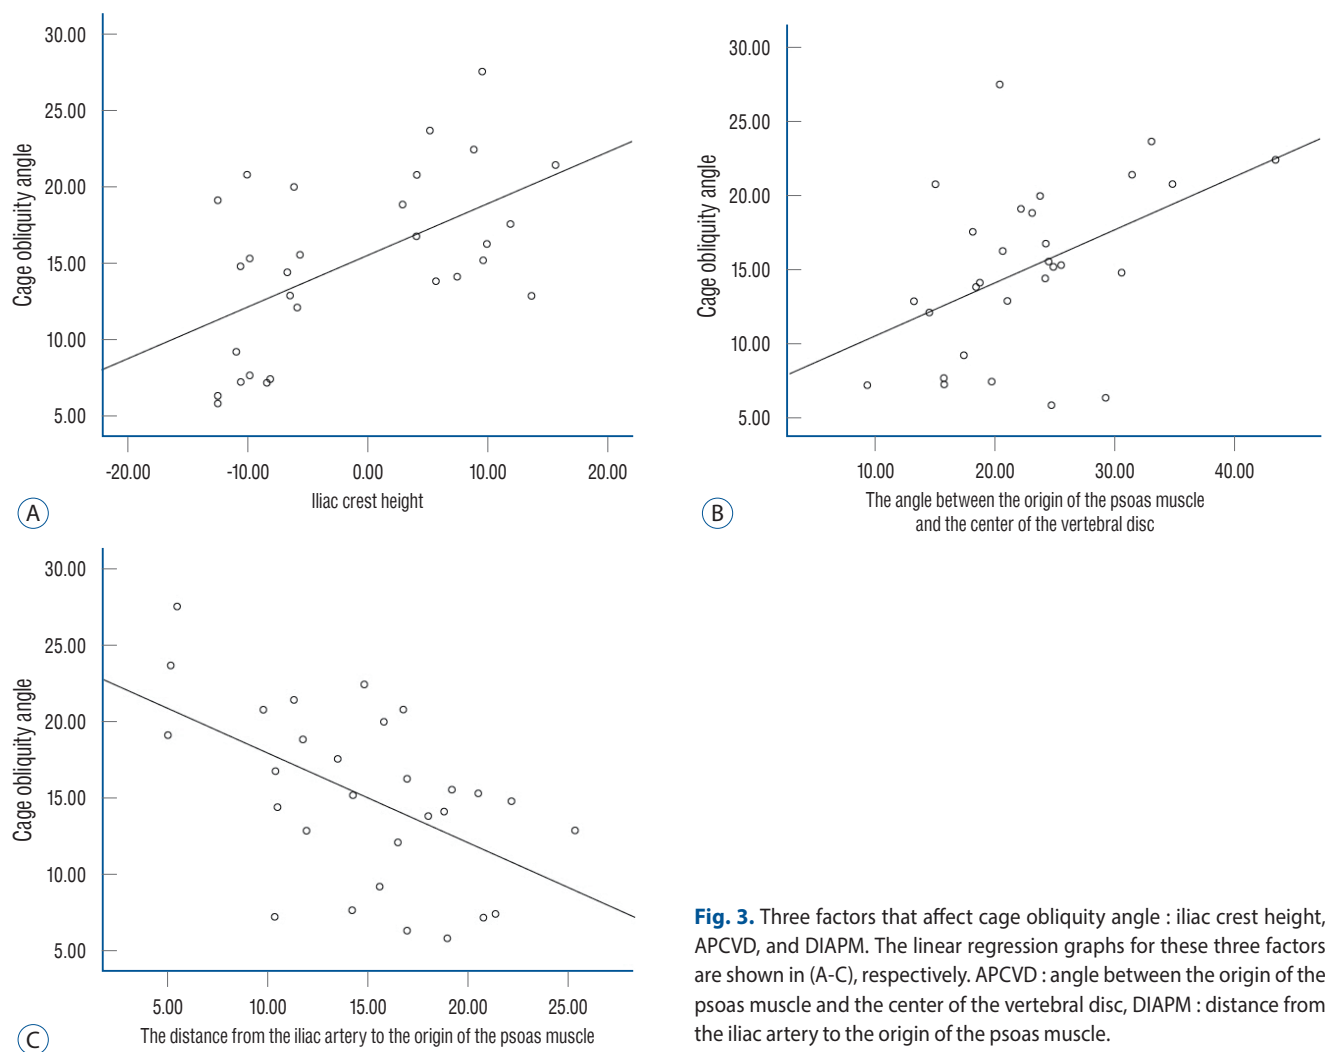 30.00
25.00
20.00
15.00
10.00
5.00
Cage obliquity angle
-20.00 -10.00 0.00 10.00 20.00
Iliac crest height
A
30.00
25.00
20.00
15.00
10.00
5.00
Cage obliquity angle
10.00 20.00 30.00 40.00
The angle between the origin of the psoas muscle
and the center of the vertebral disc
B
30.00
25.00
20.00
15.00
10.00
5.00
Cage obliquity angle
5.00 10.00 15.00 20.00 25.00
The distance from the iliac artery to the origin of the psoas muscle
C
Fig. 3. Three factors that affect cage obliquity angle : iliac crest height,
APCVD, and DIAPM. The linear regression graphs for these three factors
are shown in (A-C), respectively. APCVD : angle between the origin of the
psoas muscle and the center of the vertebral disc, DIAPM : distance from
the iliac artery to the origin of the psoas muscle.